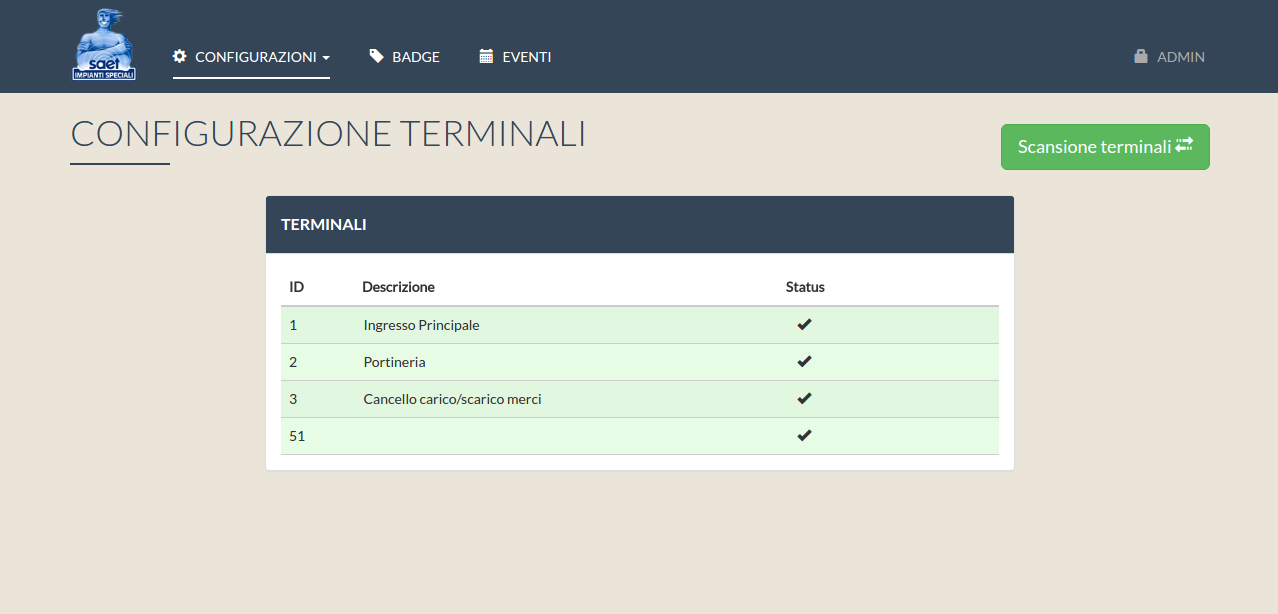 saet
IMPIANTI SPECIALI
CONFIGURAZIONI
BADGE
EVENTI
ADMIN
CONFIGURAZIONE TERMINALI
Scansione terminali
TERMINALI
ID Descrizione Status
1 Ingresso Principale
2 Portineria
3 Cancello carico/scarico merci
51